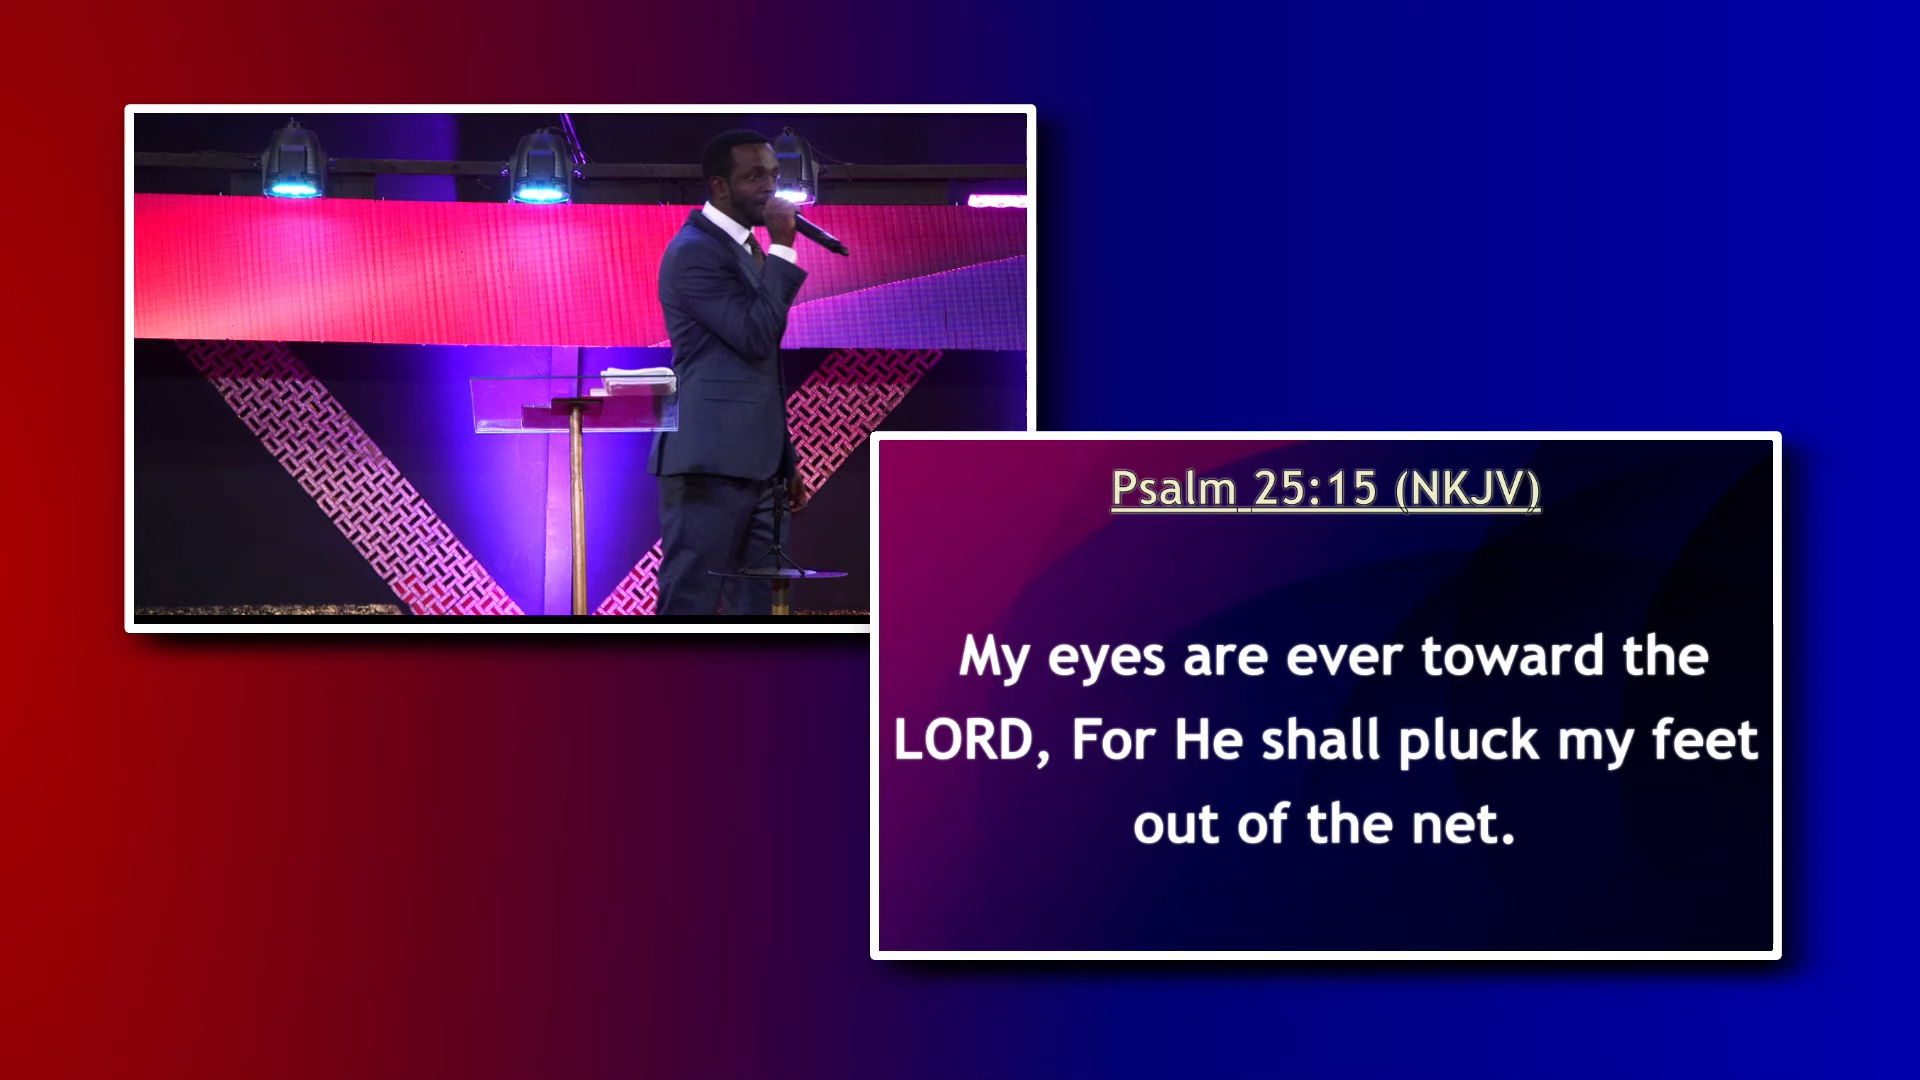 Psalm 25:15 (NKJV)
My eyes are ever toward the
LORD, For He shall pluck my feet
out of the net.